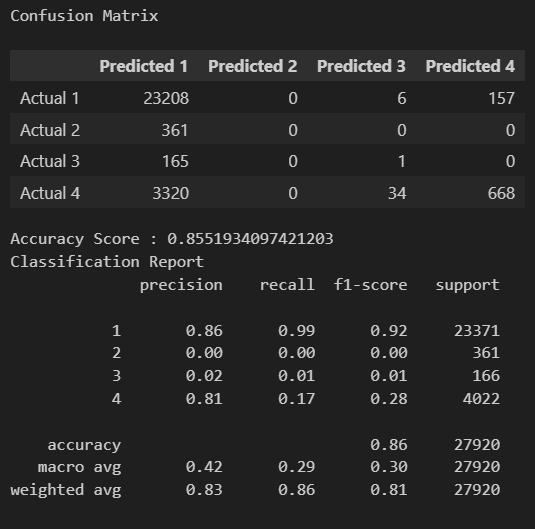 Confusion Matrix
Predicted 1 Predicted 2 Predicted 3 Predicted 4
Actual 1 23208 0 6 157
Actual 2 361 0 0 0
Actual 3 165 0 1 0
Actual 4 3320 0 34 668
Accuracy Score : 0.8551934097421203
Classification Report
precision recall f1-score support
1 0.86 0.99 0.92 23371
2 0.00 0.00 0.00 361
3 0.02 0.01 0.01 166
4 0.81 0.17 0.28 4022
accuracy 0.86 27920
macro avg 0.42 0.29 0.30 27920
weighted avg 0.83 0.86 0.81 27920